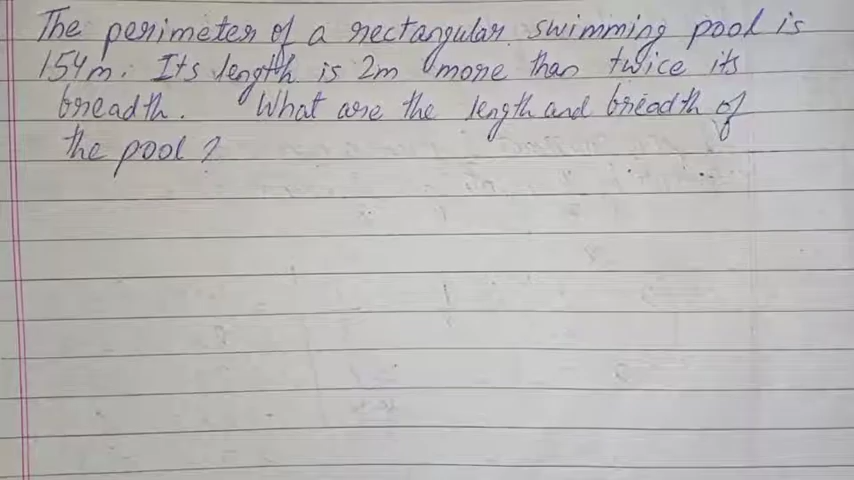 The perimeter of a rectangular swimming pool is
154m. Its length is 2m more than twice its
breadth. What are the length and breadth of
the pool?